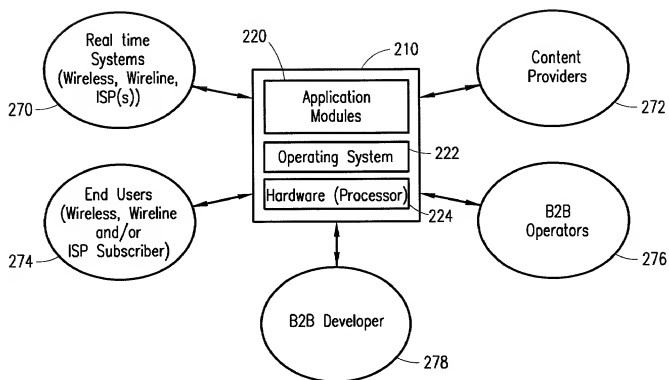 220
210
Real time
Systems
(Wireless, Wireline,
ISP(s))
270
Application
Modules
Content
Providers
272
Operating System
222
Hardware (Processor)
224
End Users
(Wireless, Wireline
and/or
ISP Subscriber)
274
B2B
Operators
276
B2B Developer
278